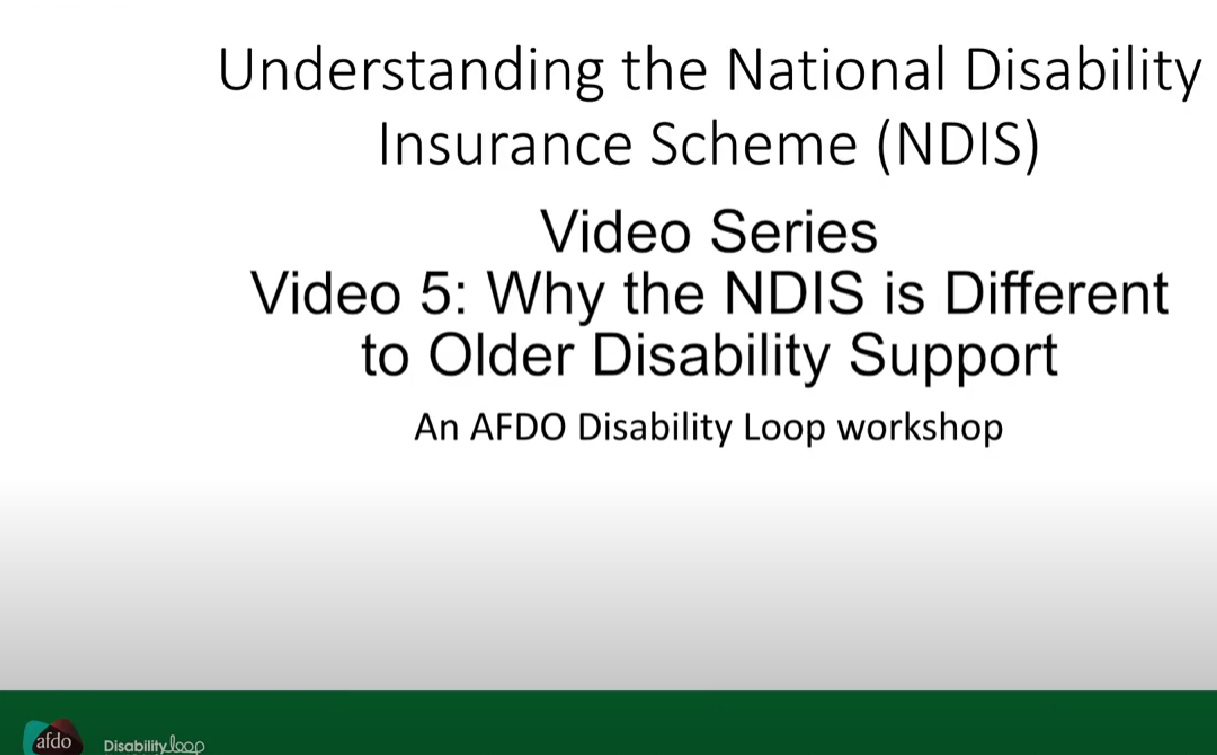 Understanding the National Disability
Insurance Scheme (NDIS)
Video Series
Video 5: Why the NDIS is Different
to Older Disability Support
An AFDO Disability Loop workshop
afdo
Disability loop